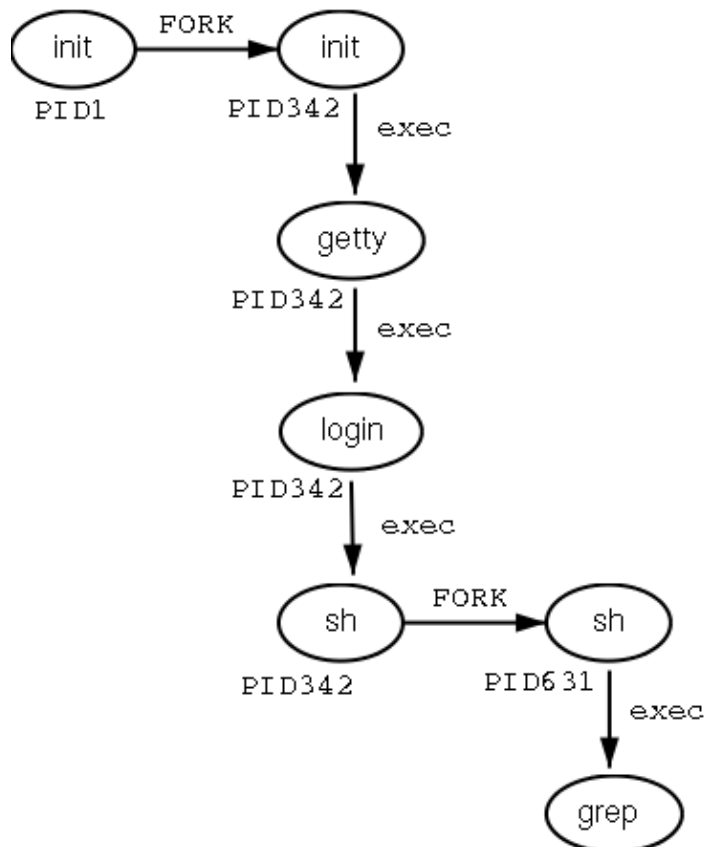 FORK
init
init
PID1
PID342
exec
getty
PID342
exec
login
PID342
exec
FORK
sh
sh
PID342
PID631
exec
grep